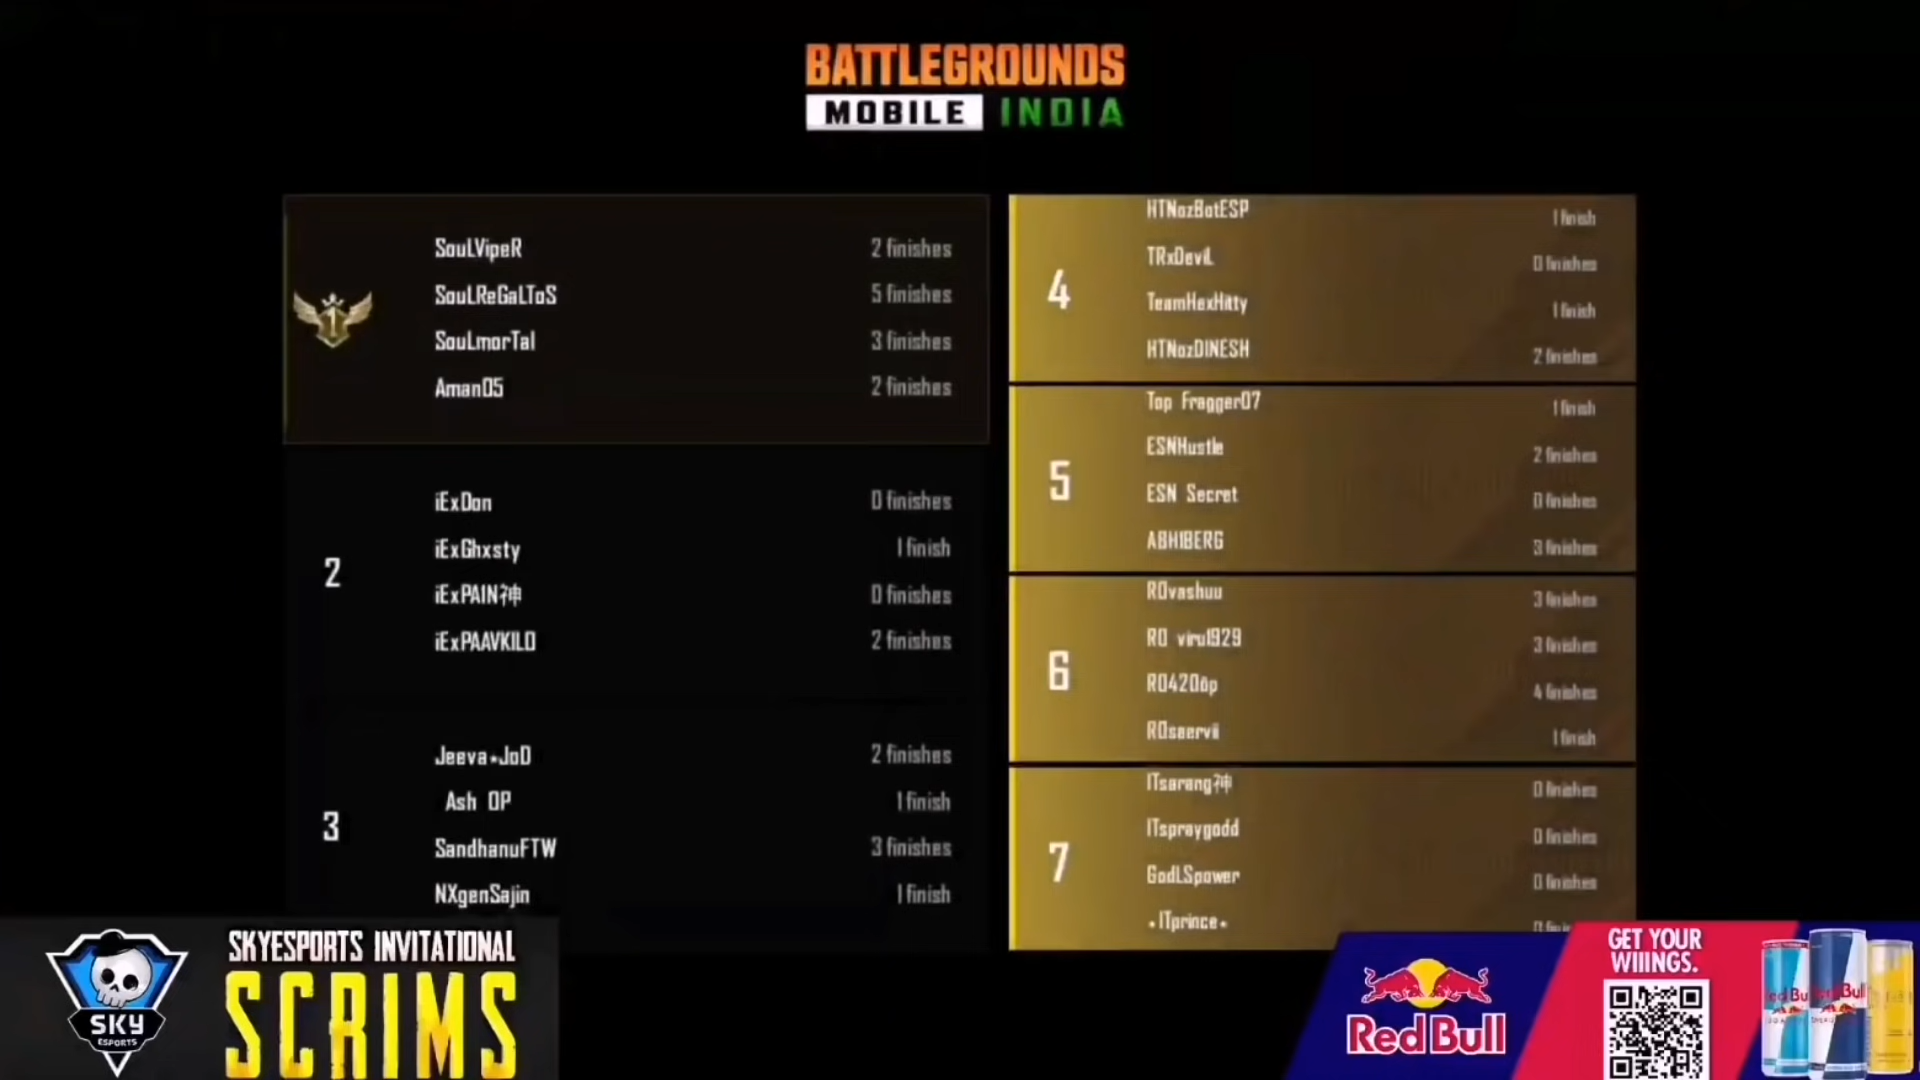 BATTLEGROUNDS
MOBILE INDIA
1
SouLVipeR 2 finishes
SouLReGaLToS 5 finishes
SouLmorTal 3 finishes
Aman05 2 finishes
2
iExDon 0 finishes
iExGhxsty 1 finish
iExPAIN神 0 finishes
iExPAAVKILO 2 finishes
3
Jeeva⋆JoD 2 finishes
Ash OP 1 finish
SandhanuFTW 3 finishes
NXgenSajin 1 finish
4
HTNozBotESP 1 finish
TRxDeviL 0 finishes
TeamHexHitty 1 finish
HTNozDINESH 2 finishes
5
Top Fragger07 1 finish
ESNHustle 2 finishes
ESN Secret 0 finishes
ABHIBERG 3 finishes
6
ROvashuu 3 finishes
RO viru1929 3 finishes
RO420op 4 finishes
ROseervii 1 finish
7
ITsarang神 0 finishes
ITspraygodd 0 finishes
GodLSpower 0 finishes
⋆ITprince⋆
SKY
ESPORTS
SKYESPORTS INVITATIONAL
SCRIMS
Red Bull
GET YOUR
WIIINGS.